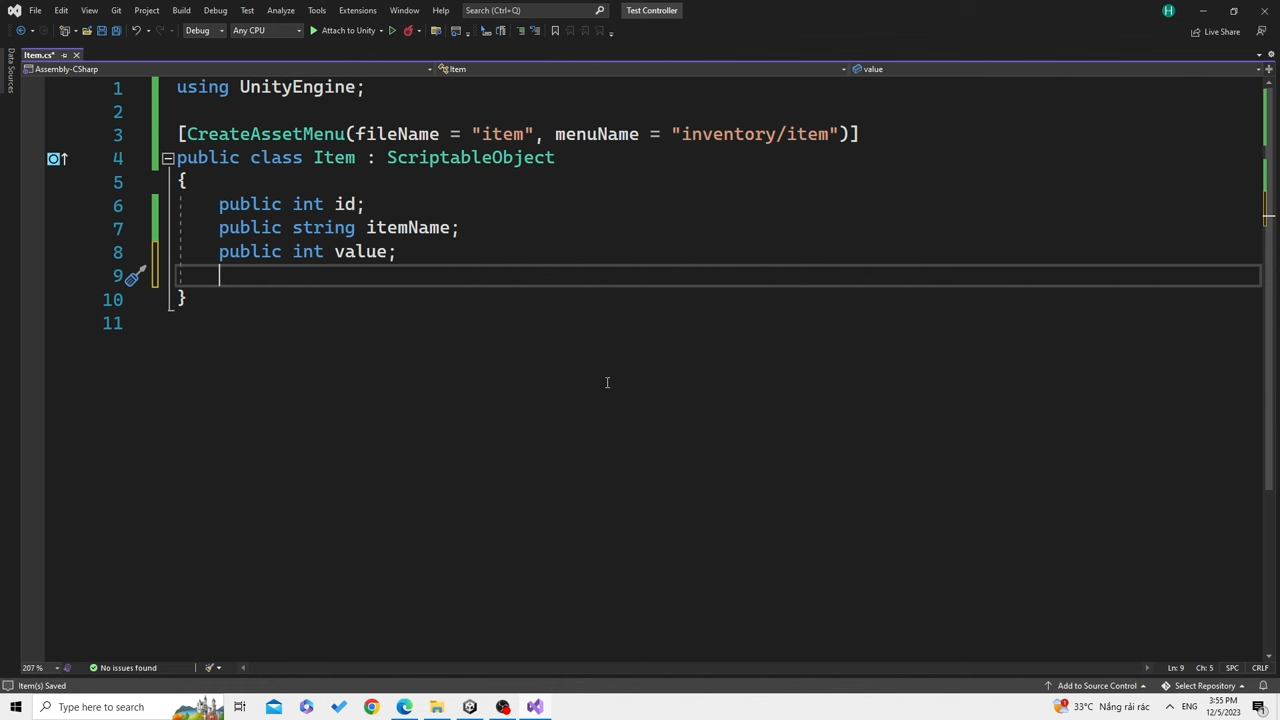 File Edit View Git Project Build Debug Test Analyze Tools Extensions Window Help Search (Ctrl+Q) Test Controller
Debug Any CPU Attach to Unity Live Share
Data Sources
Item.cs*
Assembly-CSharp Item value
1 using UnityEngine;
2
3 [CreateAssetMenu(fileName = "item", menuName = "inventory/item")]
4 public class Item : ScriptableObject
5 {
6 public int id;
7 public string itemName;
8 public int value;
9
10 }
11
207 % No issues found Ln: 9 Ch: 5 SPC CRLF
Item(s) Saved Add to Source Control Select Repository
Type here to search 33°C Nắng rải rác ENG 3:55 PM
12/5/2023